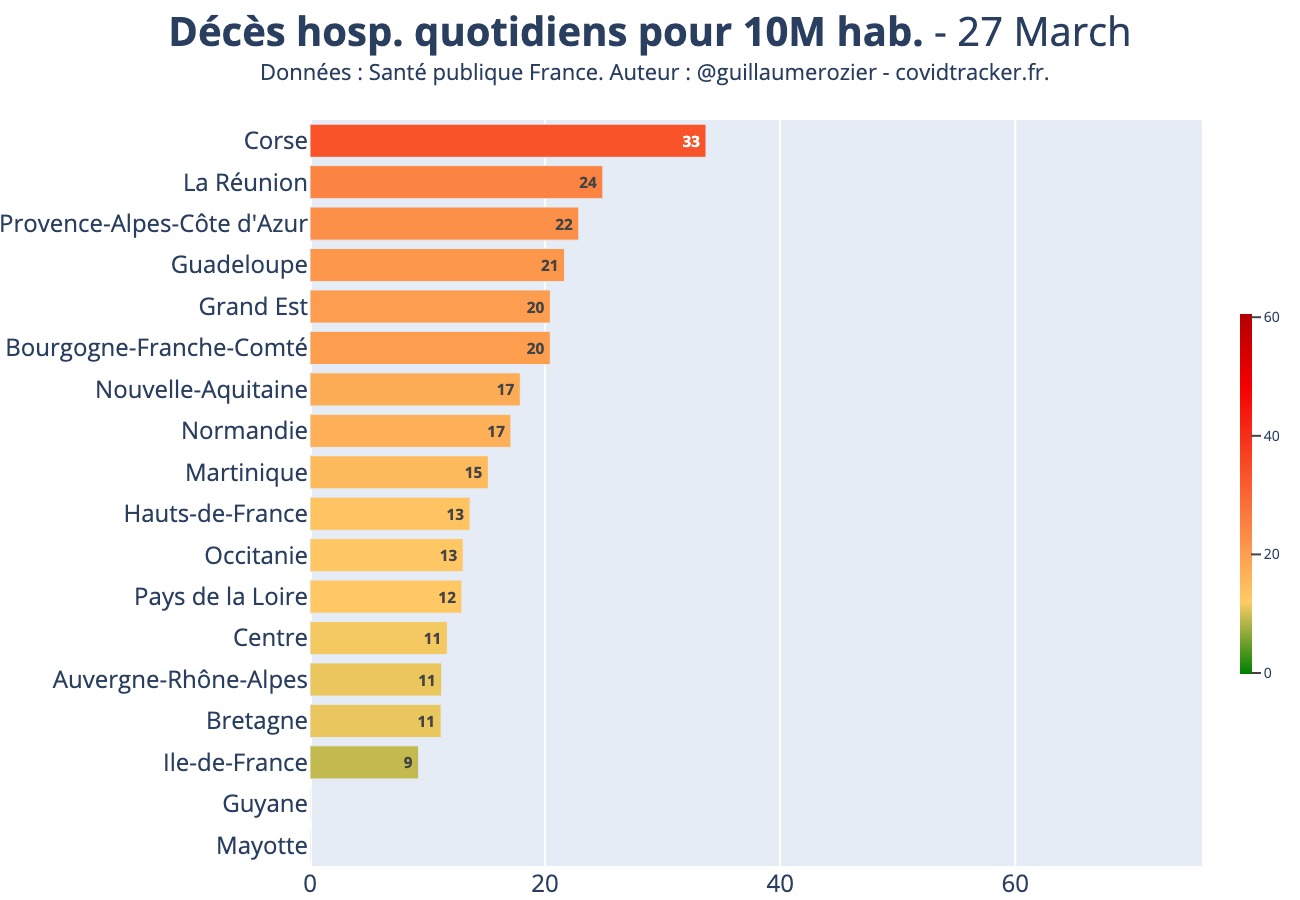 Décès hosp. quotidiens pour 10M hab. - 27 March
Données : Santé publique France. Auteur : @guillaumerozier - covidtracker.fr.
Corse 33
La Réunion 24
Provence-Alpes-Côte d'Azur 22
Guadeloupe 21
Grand Est 20
Bourgogne-Franche-Comté 20
Nouvelle-Aquitaine 17
Normandie 17
Martinique 15
Hauts-de-France 13
Occitanie 13
Pays de la Loire 12
Centre 11
Auvergne-Rhône-Alpes 11
Bretagne 11
Ile-de-France 9
Guyane
Mayotte
0 20 40 60
60
40
20
0